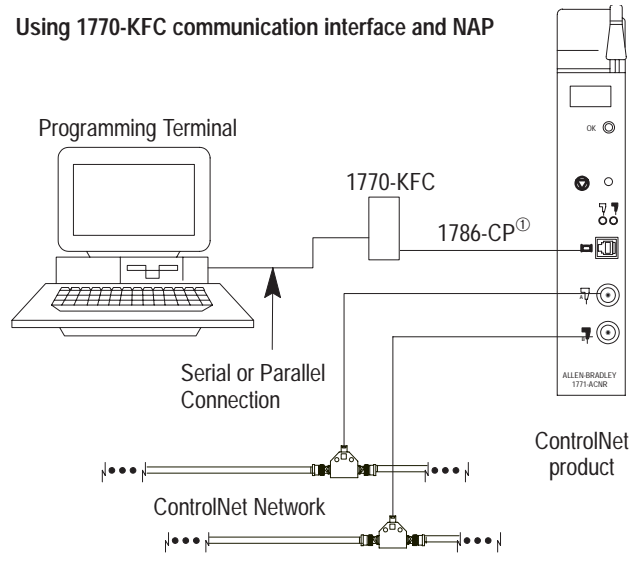 Using 1770-KFC communication interface and NAP
Programming Terminal
OK
1770-KFC
1786-CP①
A
B
Serial or Parallel
Connection
ALLEN-BRADLEY
1771-ACNR
ControlNet
product
ControlNet Network